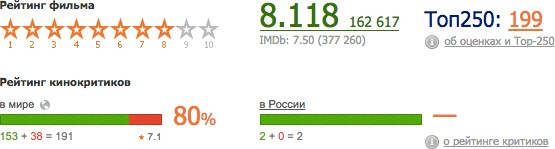 Рейтинг фильма
1 2 3 4 5 6 7 8 9 10
8.118 162 617
IMDb: 7.50 (377 260)
Топ250: 199
об оценках и Top-250
Рейтинг кинокритиков
в мире
80%
153 + 38 = 191
7.1
в России
—
2 + 0 = 2
о рейтинге критиков